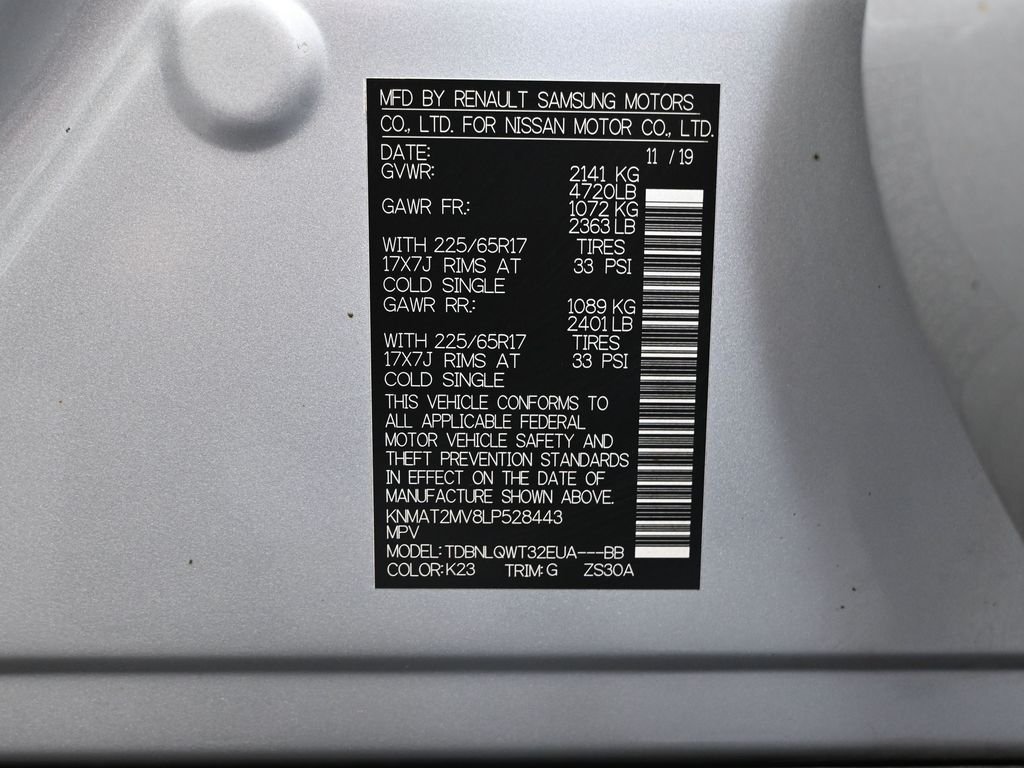 MFD BY RENAULT SAMSUNG MOTORS
CO., LTD. FOR NISSAN MOTOR CO., LTD.
DATE: 11 / 19
GVWR: 2141 KG
4720LB
GAWR FR.: 1072 KG
2363 LB
WITH 225/65R17 TIRES
17X7J RIMS AT 33 PSI
COLD SINGLE
GAWR RR.: 1089 KG
2401 LB
WITH 225/65R17 TIRES
17X7J RIMS AT 33 PSI
COLD SINGLE
THIS VEHICLE CONFORMS TO
ALL APPLICABLE FEDERAL
MOTOR VEHICLE SAFETY AND
THEFT PREVENTION STANDARDS
IN EFFECT ON THE DATE OF
MANUFACTURE SHOWN ABOVE.
KNMAT2MV8LP528443
MPV
MODEL: TDBNLQWT32EUA---BB
COLOR: K23 TRIM: G ZS30A